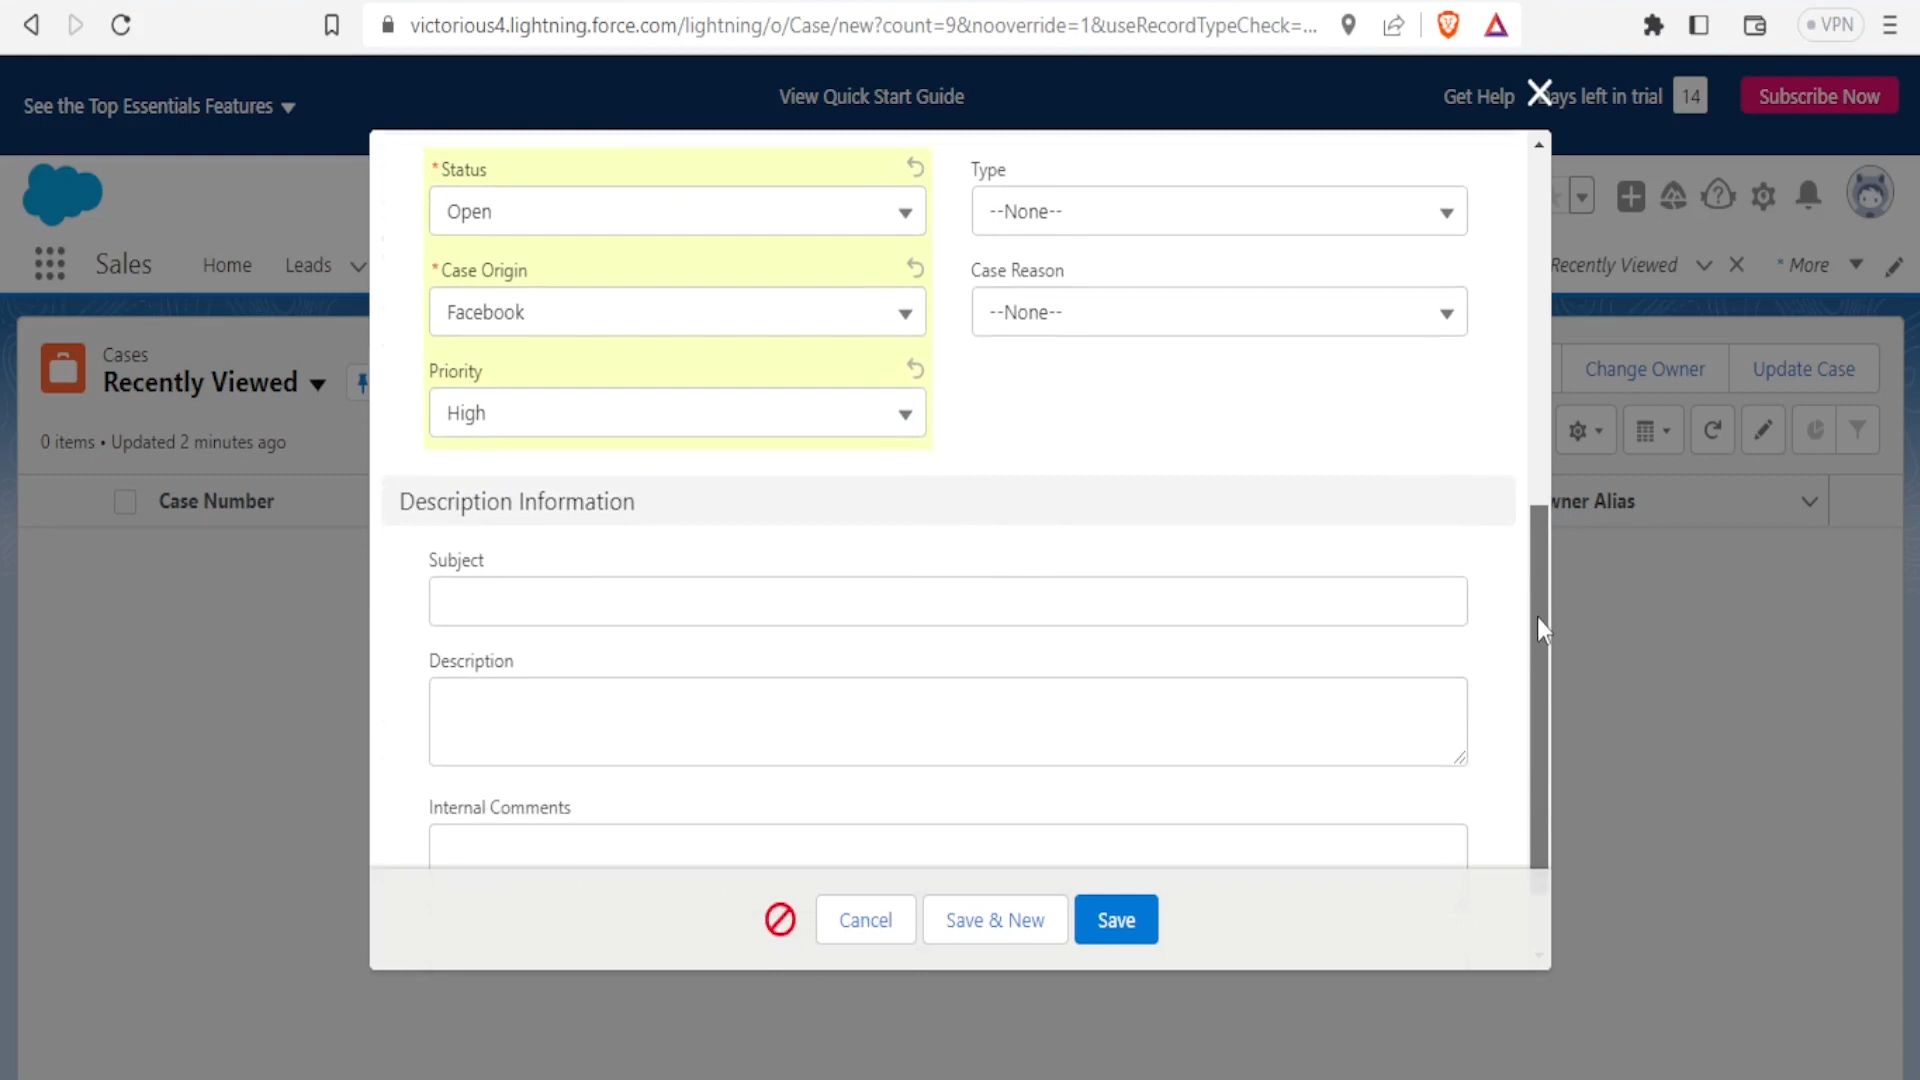 victorious4.lightning.force.com/lightning/o/Case/new?count=9&nooverride=1&useRecordTypeCheck=...
VPN
See the Top Essentials Features
View Quick Start Guide
Get Help
ays left in trial
14
Subscribe Now
*Status
Open
Type
--None--
Sales
Home
Leads
*Case Origin
Facebook
Case Reason
--None--
Recently Viewed
* More
Cases
Recently Viewed
Priority
High
Change Owner
Update Case
0 items • Updated 2 minutes ago
Case Number
Description Information
wner Alias
Subject
Description
Internal Comments
Cancel
Save & New
Save